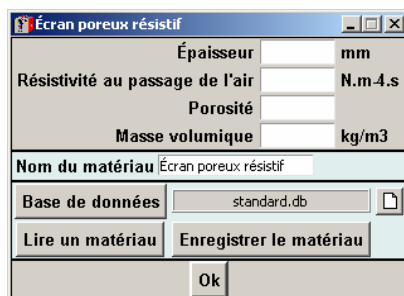 Écran poreux résistif
Épaisseur mm
Résistivité au passage de l'air N.m-4.s
Porosité
Masse volumique kg/m3
Nom du matériau Écran poreux résistif
Base de données standard.db
Lire un matériau Enregistrer le matériau
Ok